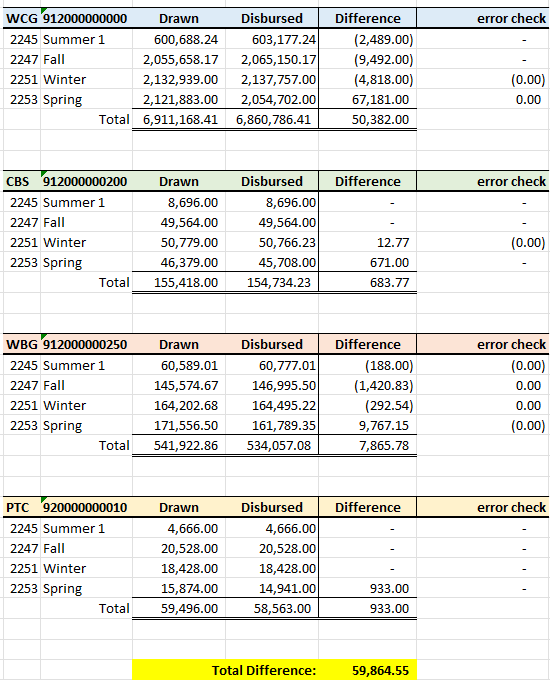 WCG 912000000000 Drawn Disbursed Difference error check
2245 Summer 1 600,688.24 603,177.24 (2,489.00) -
2247 Fall 2,055,658.17 2,065,150.17 (9,492.00) -
2251 Winter 2,132,939.00 2,137,757.00 (4,818.00) (0.00)
2253 Spring 2,121,883.00 2,054,702.00 67,181.00 0.00
Total 6,911,168.41 6,860,786.41 50,382.00
CBS 912000000200 Drawn Disbursed Difference error check
2245 Summer 1 8,696.00 8,696.00 - -
2247 Fall 49,564.00 49,564.00 - -
2251 Winter 50,779.00 50,766.23 12.77 (0.00)
2253 Spring 46,379.00 45,708.00 671.00 -
Total 155,418.00 154,734.23 683.77
WBG 912000000250 Drawn Disbursed Difference error check
2245 Summer 1 60,589.01 60,777.01 (188.00) (0.00)
2247 Fall 145,574.67 146,995.50 (1,420.83) 0.00
2251 Winter 164,202.68 164,495.22 (292.54) 0.00
2253 Spring 171,556.50 161,789.35 9,767.15 (0.00)
Total 541,922.86 534,057.08 7,865.78
PTC 920000000010 Drawn Disbursed Difference error check
2245 Summer 1 4,666.00 4,666.00 - -
2247 Fall 20,528.00 20,528.00 - -
2251 Winter 18,428.00 18,428.00 - -
2253 Spring 15,874.00 14,941.00 933.00 -
Total 59,496.00 58,563.00 933.00
Total Difference: 59,864.55